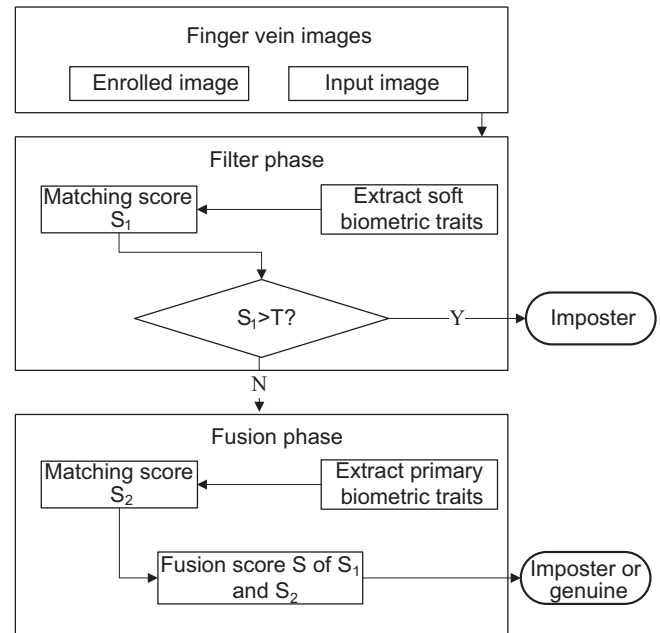 Finger vein images
Enrolled image
Input image
Filter phase
Matching score
S₁
Extract soft
biometric traits
S₁>T?
Y
Imposter
N
Fusion phase
Matching score
S₂
Extract primary
biometric traits
Fusion score S of S₁
and S₂
Imposter or
genuine